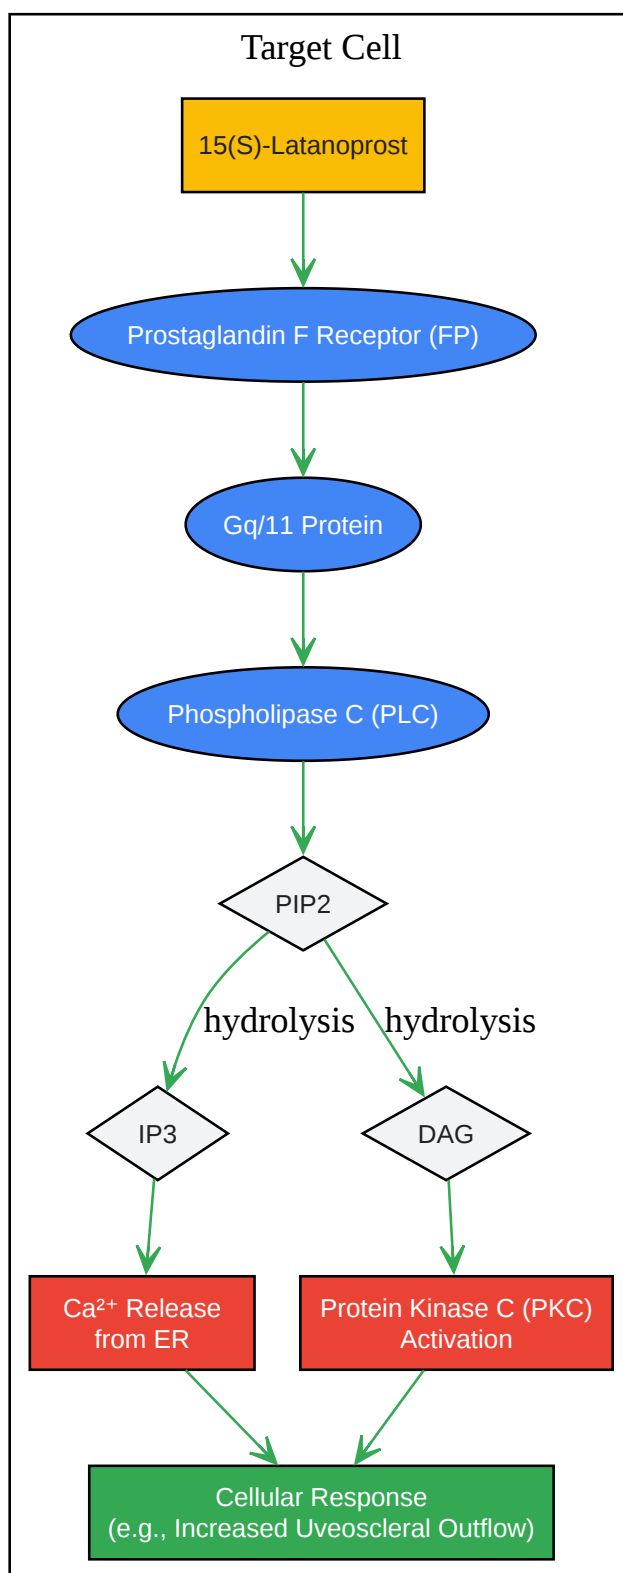 Target Cell
15(S)-Latanoprost
Prostaglandin F Receptor (FP)
Gq/11 Protein
Phospholipase C (PLC)
PIP2
hydrolysis
hydrolysis
IP3
DAG
Ca²⁺ Release
from ER
Protein Kinase C (PKC)
Activation
Cellular Response
(e.g., Increased Uveoscleral Outflow)